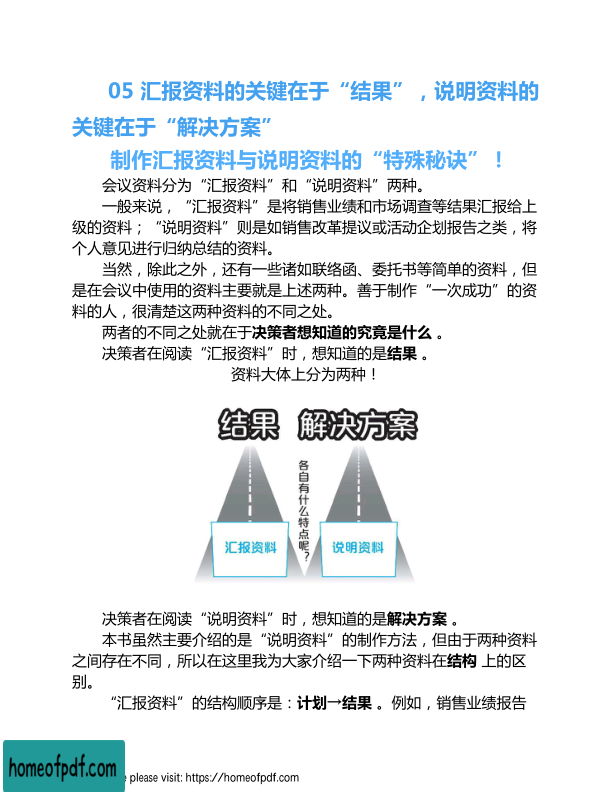 05 汇报资料的关键在于“结果”，说明资料的
关键在于“解决方案”
制作汇报资料与说明资料的“特殊秘诀”！
会议资料分为“汇报资料”和“说明资料”两种。
一般来说，“汇报资料”是将销售业绩和市场调查等结果汇报给上
级的资料；“说明资料”则是如销售改革提议或活动企划报告之类，将
个人意见进行归纳总结的资料。
当然，除此之外，还有一些诸如联络函、委托书等简单的资料，但
是在会议中使用的资料主要就是上述两种。善于制作“一次成功”的资
料的人，很清楚这两种资料的不同之处。
两者的不同之处就在于决策者想知道的究竟是什么 。
决策者在阅读“汇报资料”时，想知道的是结果 。
资料大体上分为两种！
结果 解决方案
各自有什么特点呢？
汇报资料 说明资料
决策者在阅读“说明资料”时，想知道的是解决方案 。
本书虽然主要介绍的是“说明资料”的制作方法，但由于两种资料
之间存在不同，所以在这里我为大家介绍一下两种资料在结构 上的区
别。
“汇报资料”的结构顺序是：计划→结果 。例如，销售业绩报告
homeofpdf.com
e please visit: https://homeofpdf.com